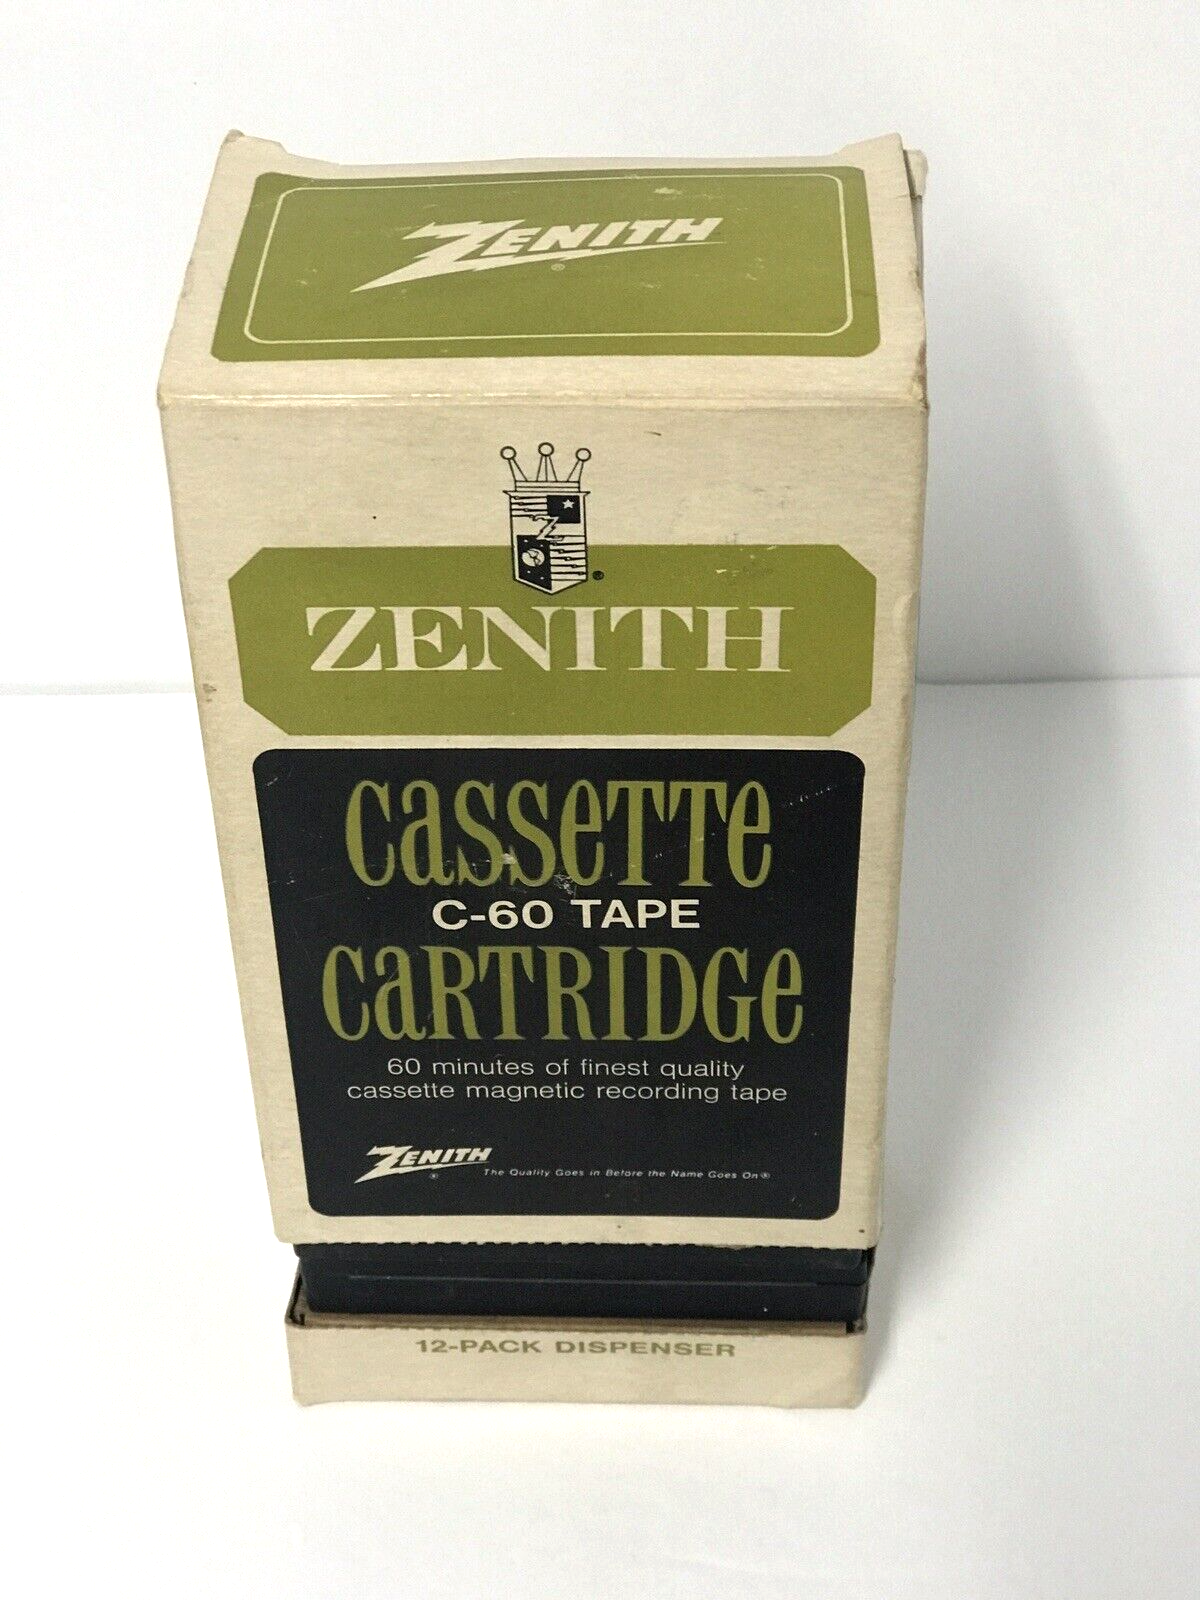 ZENITH
®
Z
®
ZENITH
CaSSeTTe
C-60 TAPE
CaRTRIDGe
60 minutes of finest quality
cassette magnetic recording tape
ZENITH
®
The Quality Goes in Before the Name Goes On®
12-PACK DISPENSER